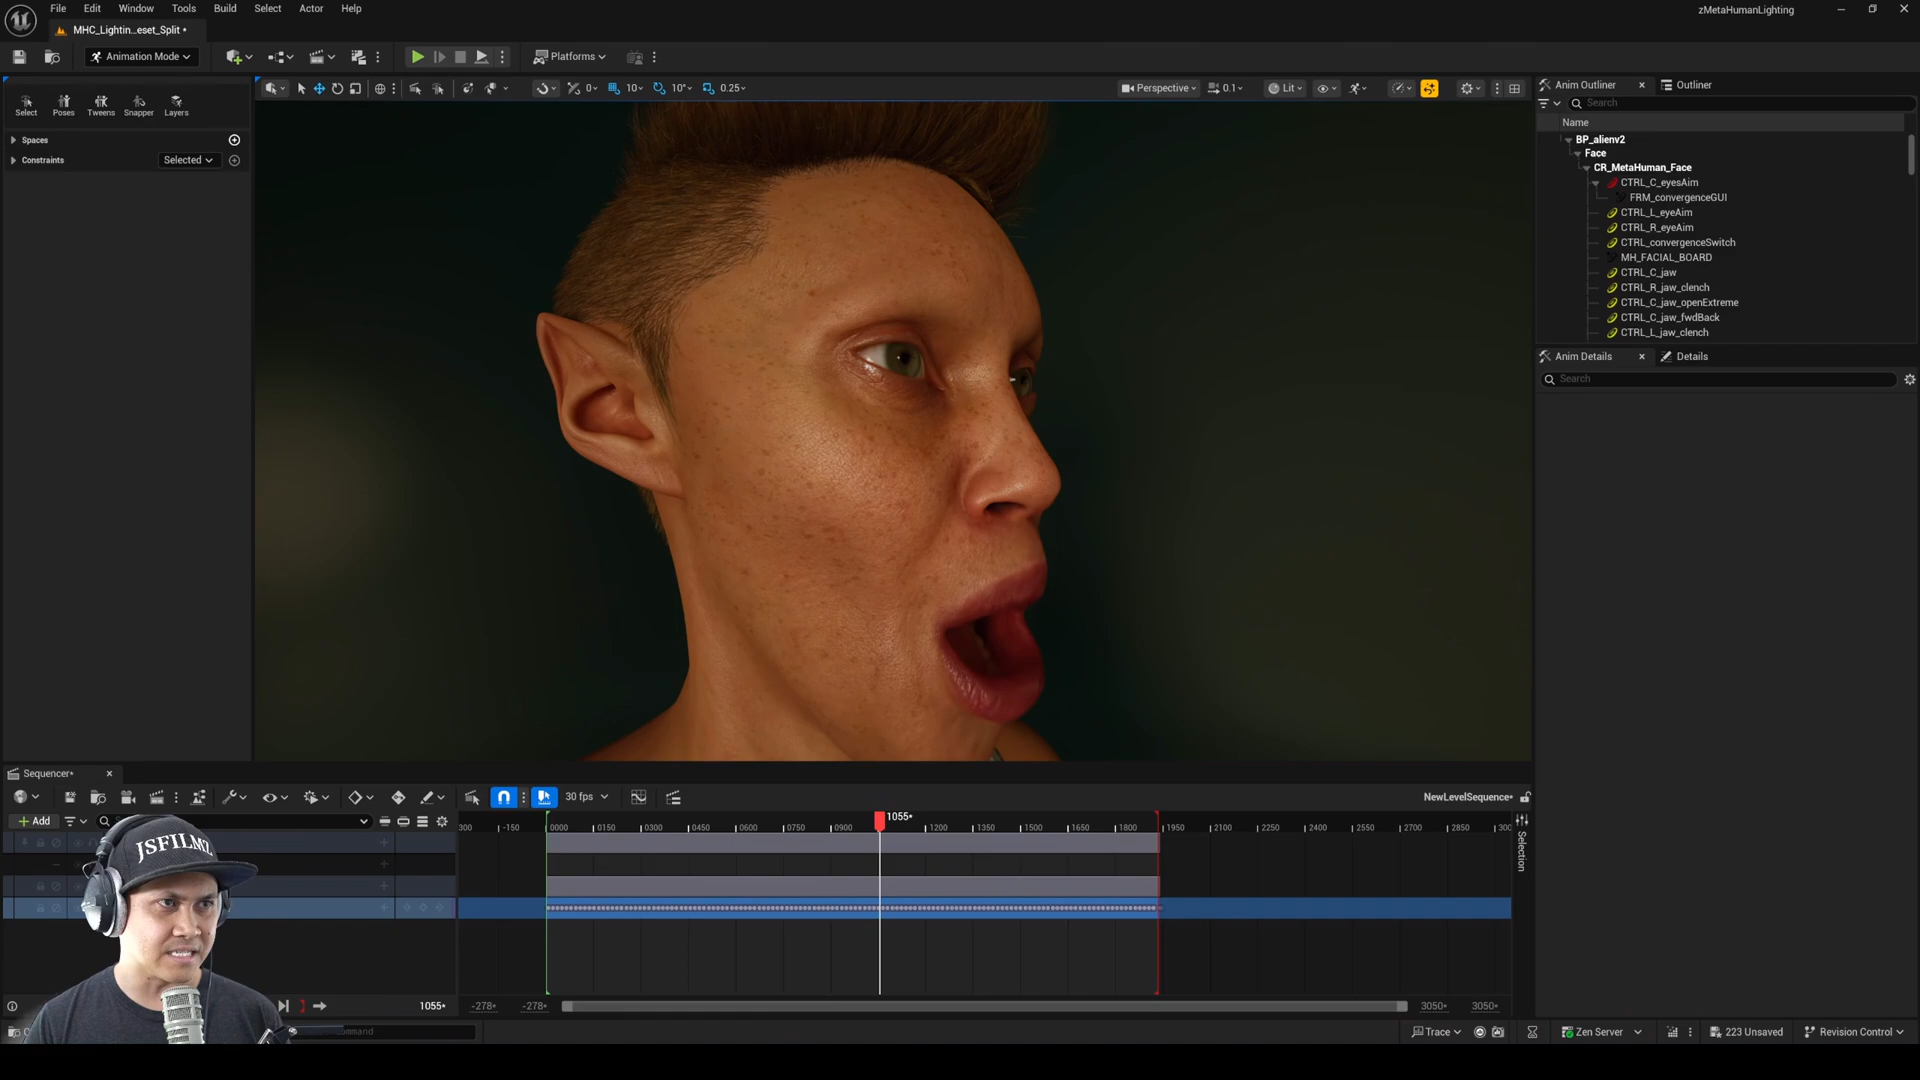 File Edit Window Tools Build Select Actor Help
zMetaHumanLighting
MHC_Lightin...eset_Split *
Animation Mode
Platforms
Select Poses Tweens Snapper Layers
0 10 10° 0.25
Perspective 0.1 Lit
Spaces
Constraints Selected
Anim Outliner Outliner
Search
Name
BP_alienv2
Face
CR_MetaHuman_Face
CTRL_C_eyesAim
FRM_convergenceGUI
CTRL_L_eyeAim
CTRL_R_eyeAim
CTRL_convergenceSwitch
MH_FACIAL_BOARD
CTRL_C_jaw
CTRL_R_jaw_clench
CTRL_C_jaw_openExtreme
CTRL_C_jaw_fwdBack
CTRL_L_jaw_clench
Anim Details Details
Search
Sequencer*
30 fps
NewLevelSequence*
Add
1055*
300 -150 0000 0150 0300 0450 0600 0750 0900 1200 1350 1500 1650 1800 1950 2100 2250 2400 2550 2700 2850 300
Selection
JSFILMZ
1055* -278* -278* 3050* 3050*
Trace Zen Server 223 Unsaved Revision Control